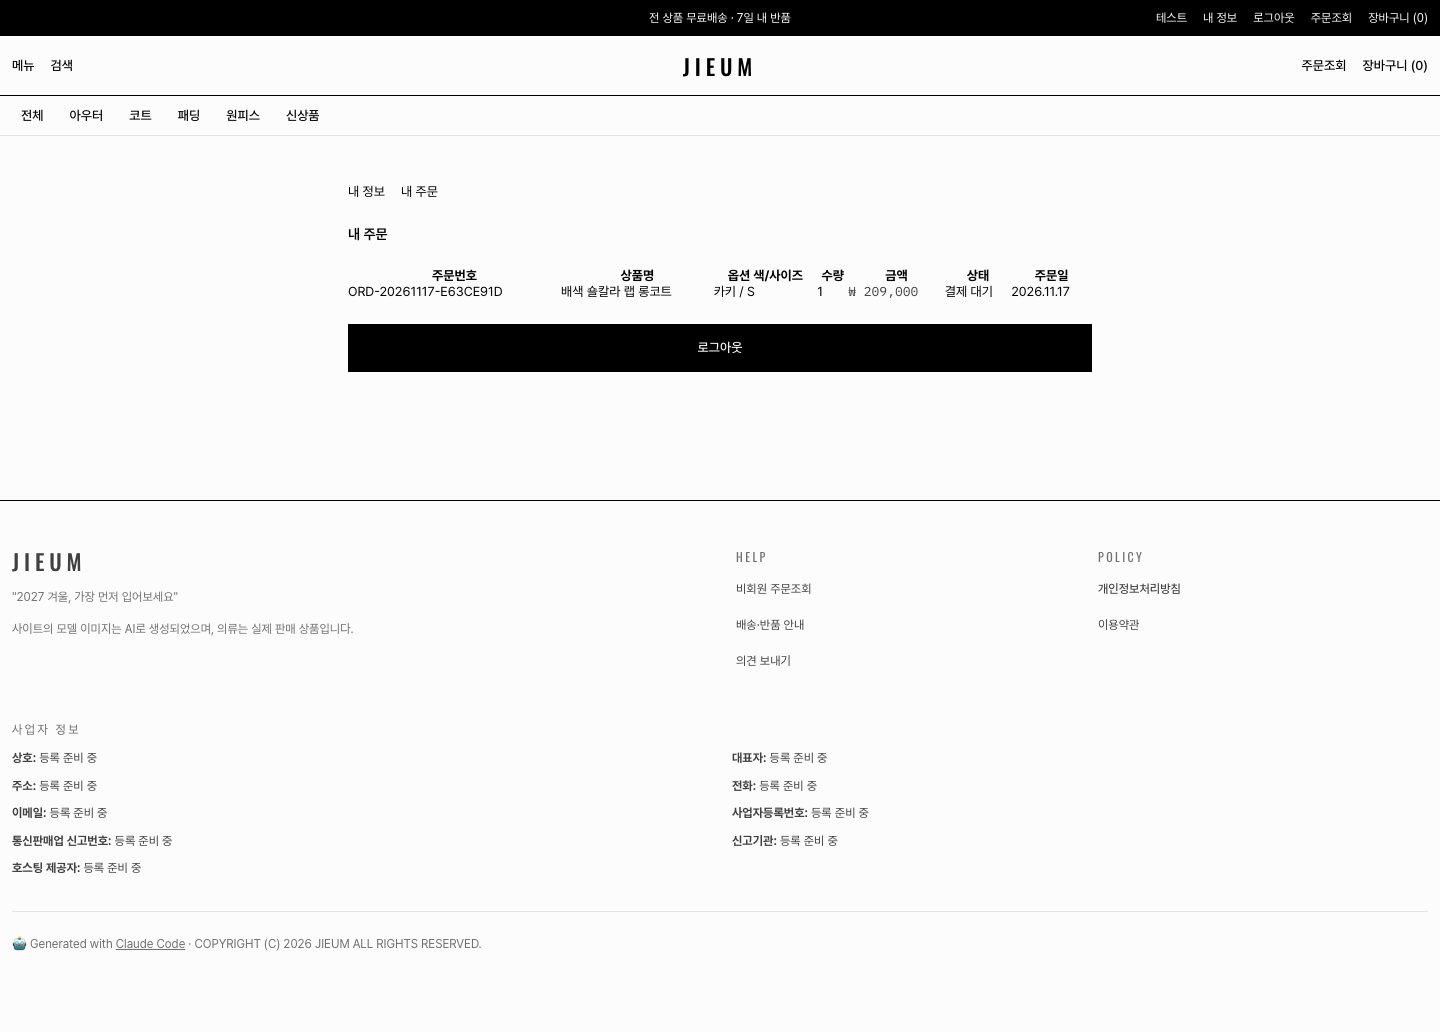 전 상품 무료배송 · 7일 내 반품
테스트 내 정보 로그아웃 주문조회 장바구니 (0)
메뉴 검색
JIEUM
주문조회 장바구니 (0)
전체 아우터 코트 패딩 원피스 신상품
내 정보 내 주문
내 주문
주문번호 상품명 옵션 색/사이즈 수량 금액 상태 주문일
ORD-20261117-E63CE91D 배색 숄칼라 랩 롱코트 카키 / S 1 ₩ 209,000 결제 대기 2026.11.17
로그아웃
JIEUM
"2027 겨울, 가장 먼저 입어보세요"
사이트의 모델 이미지는 AI로 생성되었으며, 의류는 실제 판매 상품입니다.
HELP
비회원 주문조회
배송·반품 안내
의견 보내기
POLICY
개인정보처리방침
이용약관
사업자 정보
상호: 등록 준비 중
대표자: 등록 준비 중
주소: 등록 준비 중
전화: 등록 준비 중
이메일: 등록 준비 중
사업자등록번호: 등록 준비 중
통신판매업 신고번호: 등록 준비 중
신고기관: 등록 준비 중
호스팅 제공자: 등록 준비 중
🤖 Generated with Claude Code · COPYRIGHT (C) 2026 JIEUM ALL RIGHTS RESERVED.